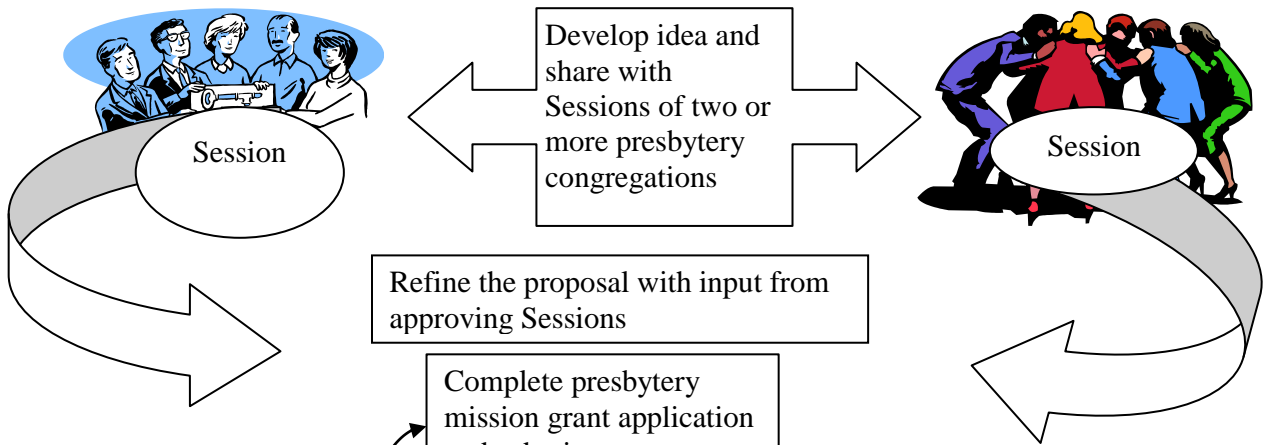 Develop idea and
share with
Sessions of two or
more presbytery
congregations
Session
Session
Refine the proposal with input from
approving Sessions
Complete presbytery
mission grant application